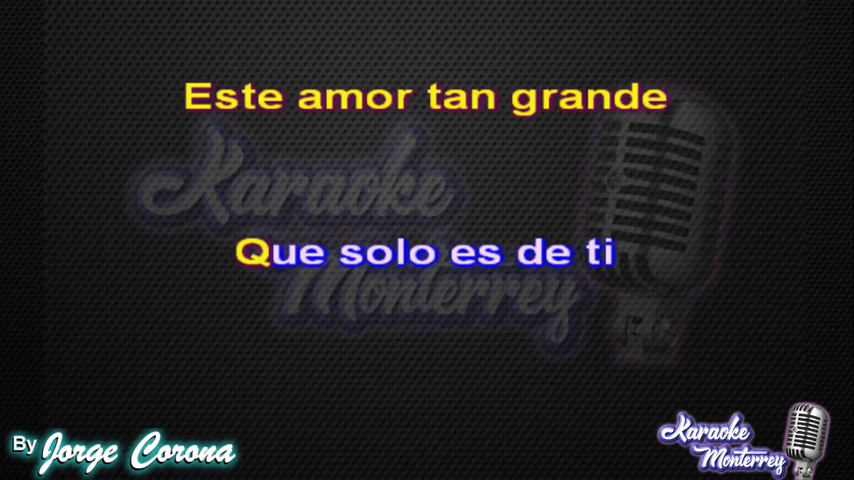 Este amor tan grande
Karaoke
Que solo es de ti
Monterrey
By Jorge Corona
Karaoke
Monterrey